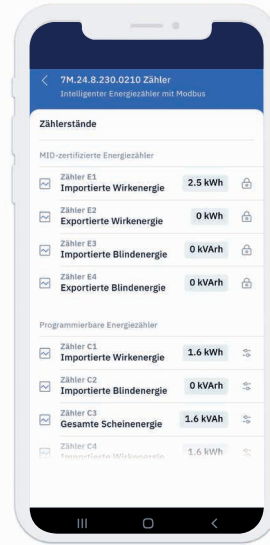 7M.24.8.230.0210 Zähler
Intelligenter Energiezähler mit Modbus
Zählerstände
MID-zertifizierte Energiezähler
Zähler E1
Importierte Wirkenergie
2.5 kWh
Zähler E2
Exportierte Wirkenergie
0 kWh
Zähler E3
Importierte Blindenergie
0 kVArh
Zähler E4
Exportierte Blindenergie
0 kVArh
Programmierbare Energiezähler
Zähler C1
Importierte Wirkenergie
1.6 kWh
Zähler C2
Importierte Blindenergie
0 kVArh
Zähler C3
Gesamte Scheinenergie
1.6 kVAh
Zähler C4
Importierte Wirkenergie
1.6 kWh